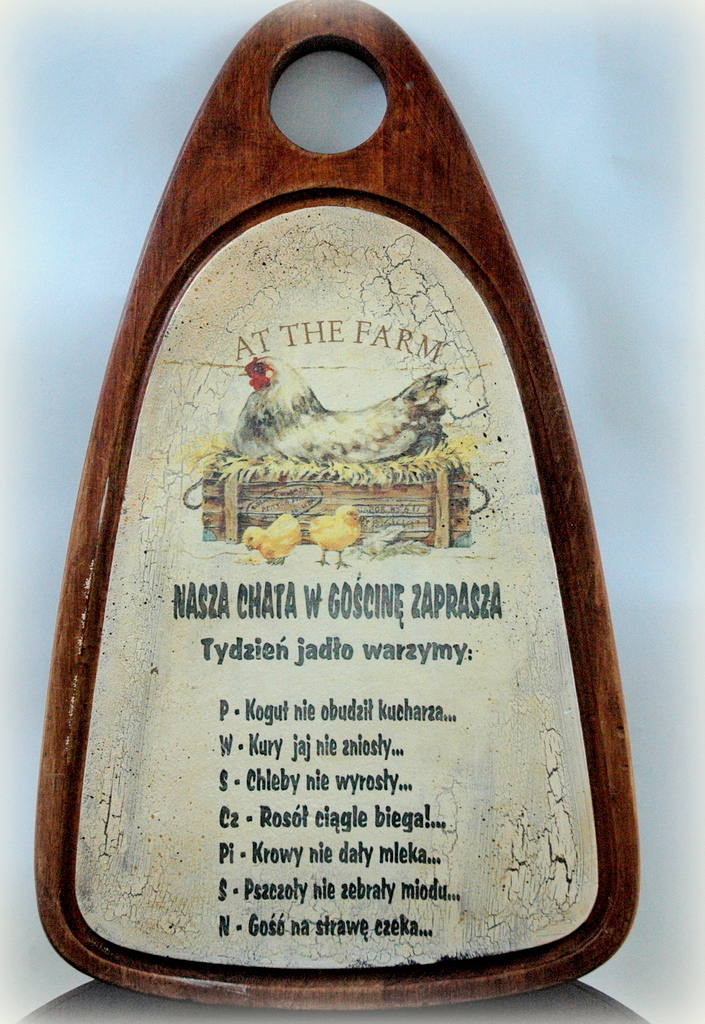 AT THE FARM
NASZA CHATA W GOŚCINĘ ZAPRASZA
Tydzień jadło warzymy:
P - Kogut nie obudził kucharza...
W - Kury jaj nie zniosły...
S - Chleby nie wyrosły...
Cz - Rosół ciągle biega!...
Pi - Krowy nie dały mleka...
S - Pszczoły nie zebrały miodu...
N - Gość na strawę czeka...